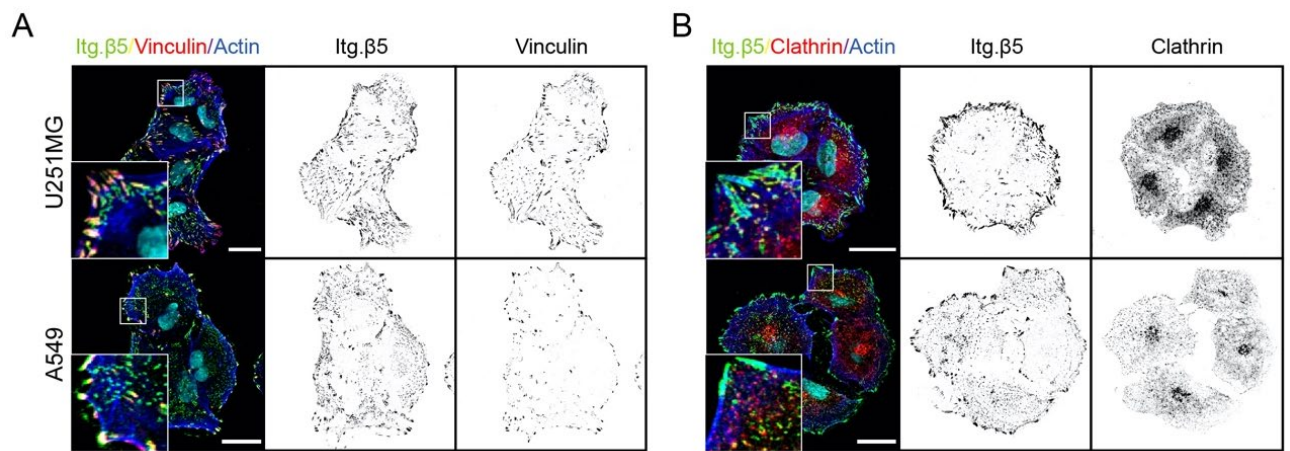 A
B
Itg.β5/Vinculin/Actin
Itg.β5
Vinculin
Itg.β5/Clathrin/Actin
Itg.β5
Clathrin
U251MG
A549